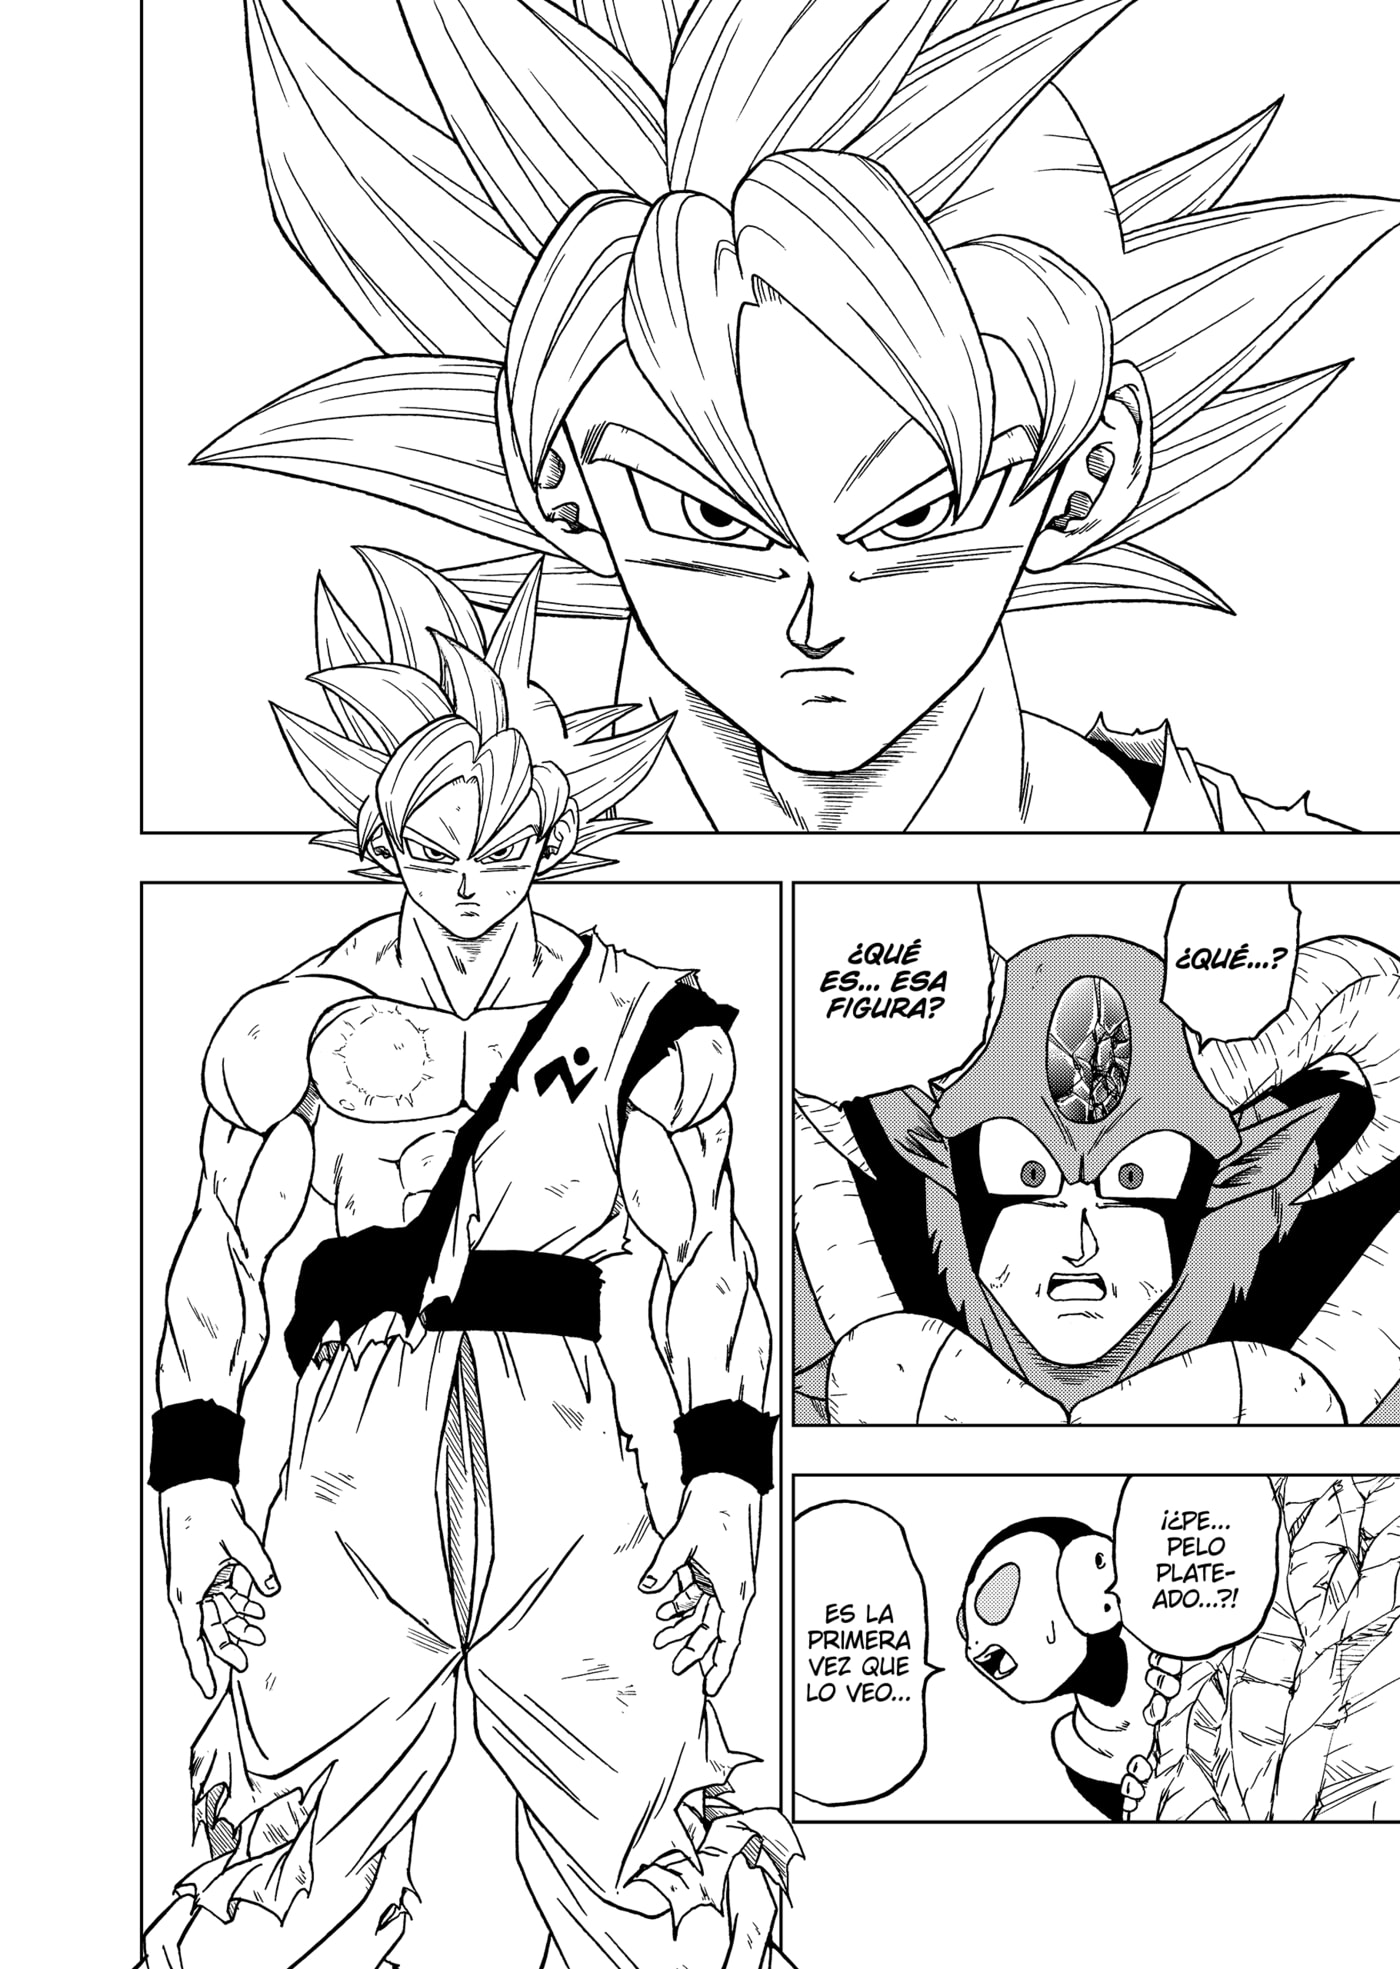 ¿QUÉ...?
¿QUÉ
ES... ESA
FIGURA?
¡¿PE...
PELO
PLATE-
ADO...?!
ES LA
PRIMERA
VEZ QUE
LO VEO...